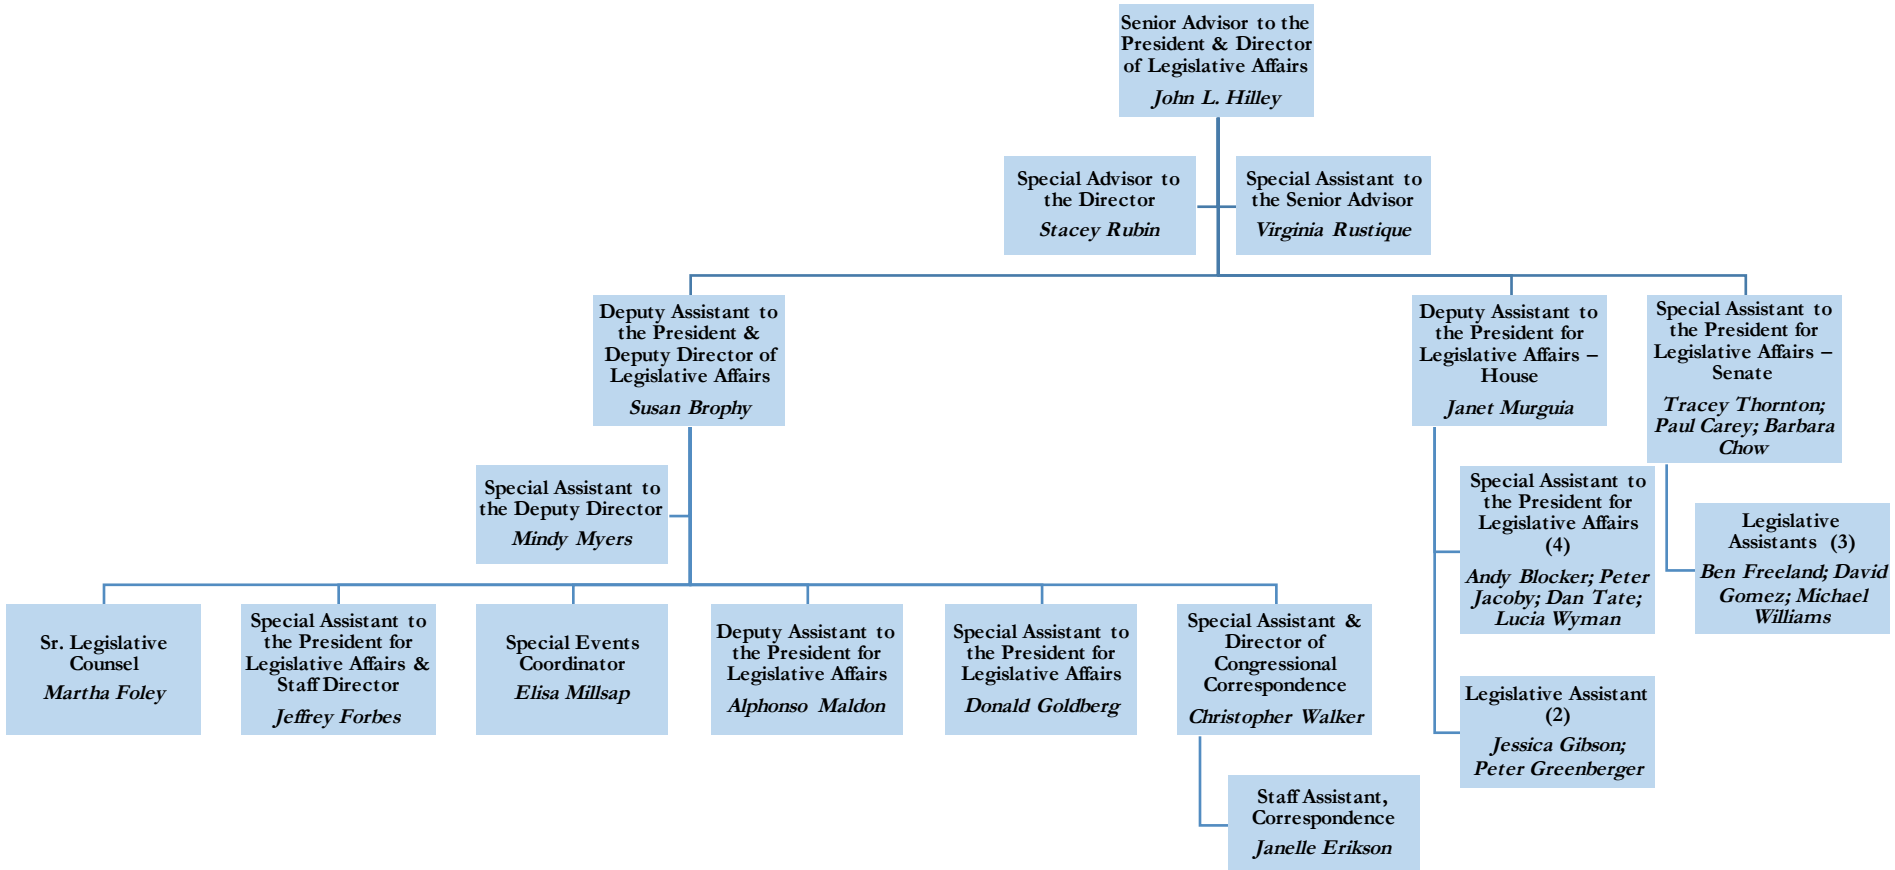 Senior Advisor to the
President & Director
of Legislative Affairs
John L. Hilley
Special Advisor to
the Director
Stacey Rubin
Special Assistant to
the Senior Advisor
Virginia Rustique
Deputy Assistant to
the President &
Deputy Director of
Legislative Affairs
Susan Brophy
Deputy Assistant to
the President for
Legislative Affairs –
House
Janet Murguia
Special Assistant to
the President for
Legislative Affairs –
Senate
Tracey Thornton;
Paul Carey; Barbara
Chow
Special Assistant to
the Deputy Director
Mindy Myers
Special Assistant to
the President for
Legislative Affairs
(4)
Andy Blocker; Peter
Jacoby; Dan Tate;
Lucia Wyman
Legislative
Assistants (3)
Ben Freeland; David
Gomez; Michael
Williams
Sr. Legislative
Counsel
Martha Foley
Special Assistant to
the President for
Legislative Affairs &
Staff Director
Jeffrey Forbes
Special Events
Coordinator
Elisa Millsap
Deputy Assistant to
the President for
Legislative Affairs
Alphonso Maldon
Special Assistant to
the President for
Legislative Affairs
Donald Goldberg
Special Assistant &
Director of
Congressional
Correspondence
Christopher Walker
Legislative Assistant
(2)
Jessica Gibson;
Peter Greenberger
Staff Assistant,
Correspondence
Janelle Erikson